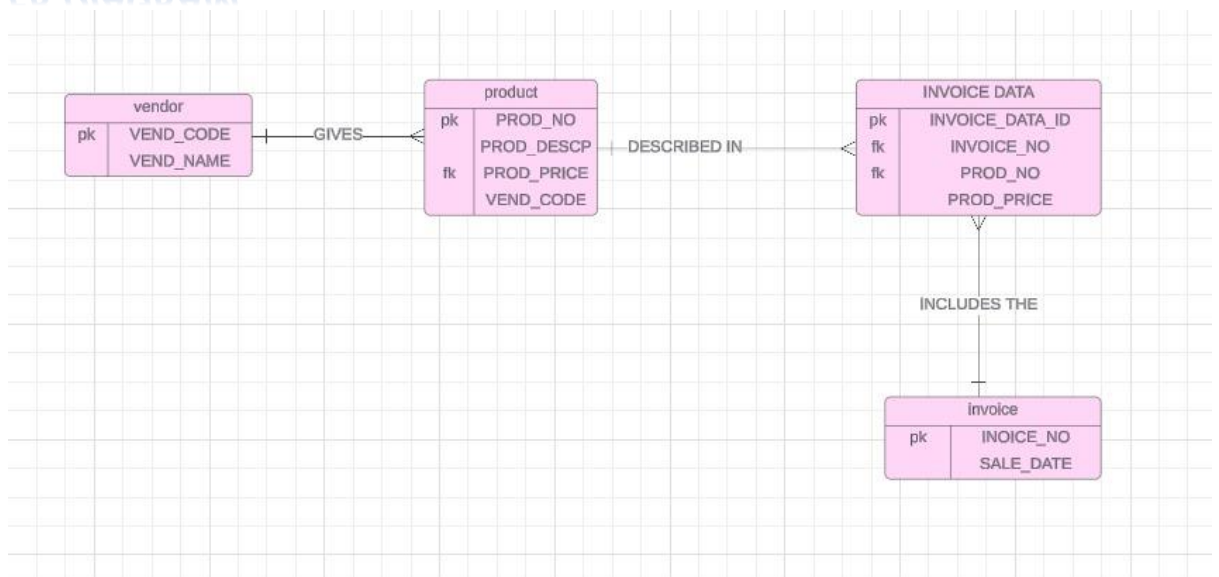 vendor
pk VEND_CODE
VEND_NAME
GIVES
product
pk PROD_NO
PROD_DESCP
fk PROD_PRICE
VEND_CODE
DESCRIBED IN
INVOICE DATA
pk INVOICE_DATA_ID
fk INVOICE_NO
fk PROD_NO
PROD_PRICE
INCLUDES THE
invoice
pk INOICE_NO
SALE_DATE